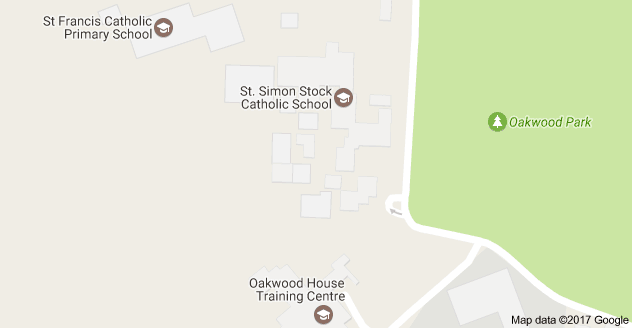 St Francis Catholic
Primary School
St. Simon Stock
Catholic School
Oakwood Park
Oakwood House
Training Centre
Map data ©2017 Google